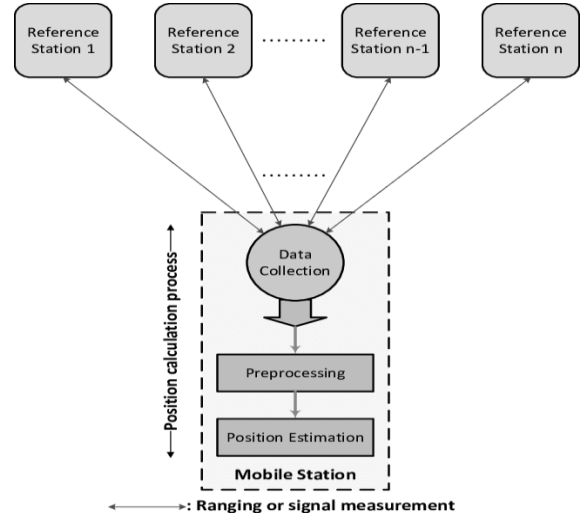 Reference
Station 1
Reference
Station 2
Reference
Station n-1
Reference
Station n
Data
Collection
Preprocessing
Position Estimation
Mobile Station
Position calculation process
: Ranging or signal measurement